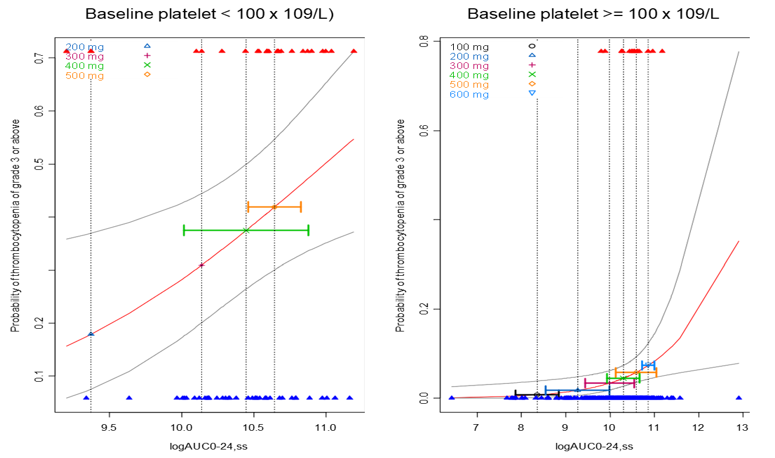 Baseline platelet < 100 x 109/L)
Probability of thrombocytopenia of grade 3 or above
0.7
0.6
0.5
0.2
0.1
200 mg
300 mg
400 mg
500 mg
9.5
10.0
10.5
11.0
logAUC0-24,ss
Baseline platelet >= 100 x 109/L
Probability of thrombocytopenia of grade 3 or above
0.8
0.6
0.2
0.0
100 mg
200 mg
300 mg
400 mg
500 mg
600 mg
7
8
9
10
11
12
13
logAUC0-24,ss